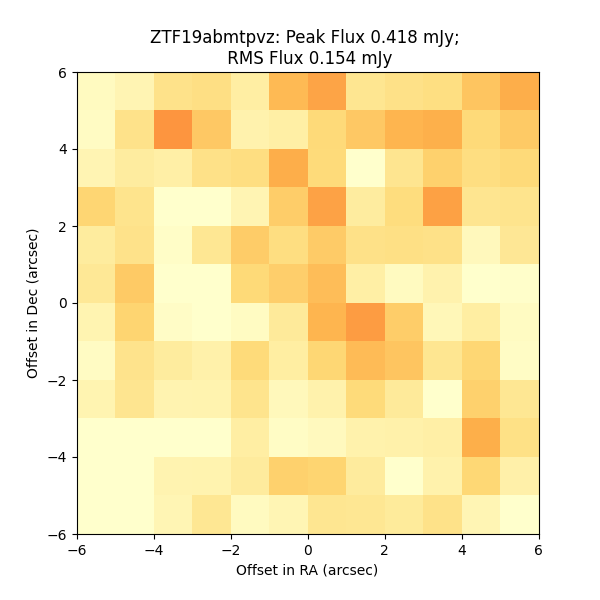 ZTF19abmtpvz: Peak Flux 0.418 mJy;
RMS Flux 0.154 mJy
6
4
2
0
−2
−4
−6
Offset in Dec (arcsec)
−6 −4 −2 0 2 4 6
Offset in RA (arcsec)